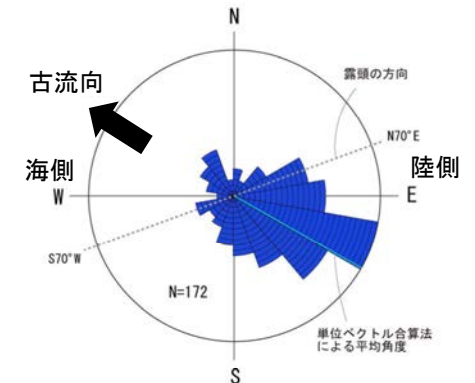 N
古流向
露頭の方向
N70°E
海側
陸側
W
E
S70°W
N=172
単位ベクトル合算法
による平均角度
S